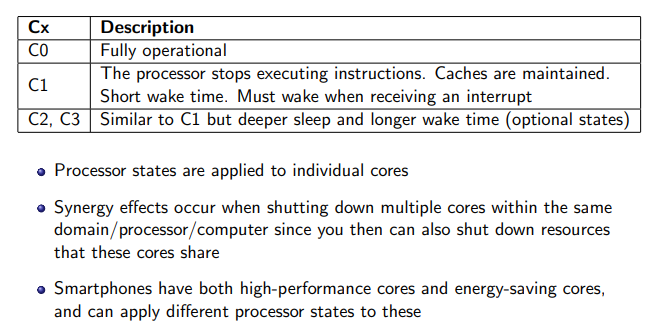 Cx Description
C0 Fully operational
C1 The processor stops executing instructions. Caches are maintained.
Short wake time. Must wake when receiving an interrupt
C2, C3 Similar to C1 but deeper sleep and longer wake time (optional states)
Processor states are applied to individual cores
Synergy effects occur when shutting down multiple cores within the same
domain/processor/computer since you then can also shut down resources
that these cores share
Smartphones have both high-performance cores and energy-saving cores,
and can apply different processor states to these